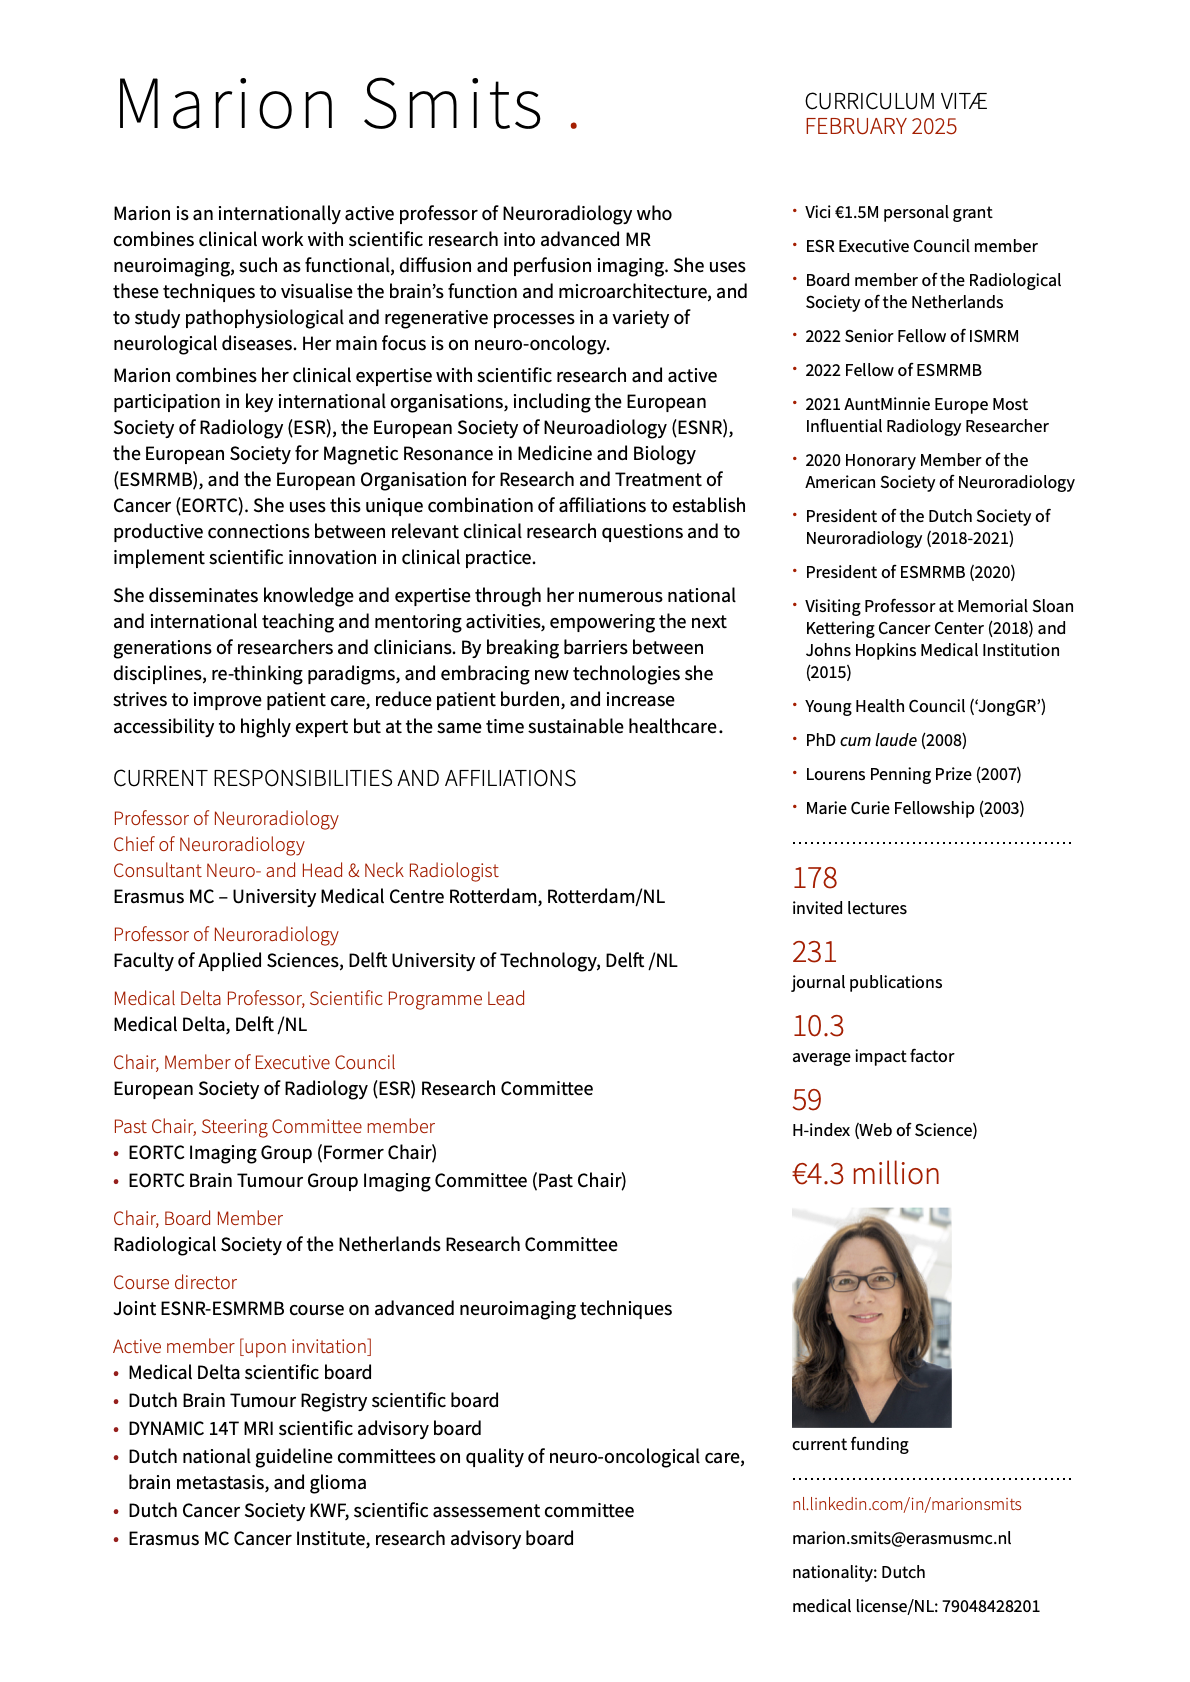 Marion Smits .
CURRICULUM VITÆ
FEBRUARY 2025
Marion is an internationally active professor of Neuroradiology who
combines clinical work with scientific research into advanced MR
neuroimaging, such as functional, diffusion and perfusion imaging. She uses
these techniques to visualise the brain’s function and microarchitecture, and
to study pathophysiological and regenerative processes in a variety of
neurological diseases. Her main focus is on neuro-oncology.
Marion combines her clinical expertise with scientific research and active
participation in key international organisations, including the European
Society of Radiology (ESR), the European Society of Neuroadiology (ESNR),
the European Society for Magnetic Resonance in Medicine and Biology
(ESMRMB), and the European Organisation for Research and Treatment of
Cancer (EORTC). She uses this unique combination of affiliations to establish
productive connections between relevant clinical research questions and to
implement scientific innovation in clinical practice.
She disseminates knowledge and expertise through her numerous national
and international teaching and mentoring activities, empowering the next
generations of researchers and clinicians. By breaking barriers between
disciplines, re-thinking paradigms, and embracing new technologies she
strives to improve patient care, reduce patient burden, and increase
accessibility to highly expert but at the same time sustainable healthcare.
CURRENT RESPONSIBILITIES AND AFFILIATIONS
Professor of Neuroradiology
Chief of Neuroradiology
Consultant Neuro- and Head & Neck Radiologist
Erasmus MC – University Medical Centre Rotterdam, Rotterdam/NL
Professor of Neuroradiology
Faculty of Applied Sciences, Delft University of Technology, Delft /NL
Medical Delta Professor, Scientific Programme Lead
Medical Delta, Delft /NL
Chair, Member of Executive Council
European Society of Radiology (ESR) Research Committee
Past Chair, Steering Committee member
• EORTC Imaging Group (Former Chair)
• EORTC Brain Tumour Group Imaging Committee (Past Chair)
Chair, Board Member
Radiological Society of the Netherlands Research Committee
Course director
Joint ESNR-ESMRMB course on advanced neuroimaging techniques
Active member [upon invitation]
• Medical Delta scientific board
• Dutch Brain Tumour Registry scientific board
• DYNAMIC 14T MRI scientific advisory board
• Dutch national guideline committees on quality of neuro-oncological care,
brain metastasis, and glioma
• Dutch Cancer Society KWF, scientific assessement committee
• Erasmus MC Cancer Institute, research advisory board
• Vici €1.5M personal grant
• ESR Executive Council member
• Board member of the Radiological
Society of the Netherlands
• 2022 Senior Fellow of ISMRM
• 2022 Fellow of ESMRMB
• 2021 AuntMinnie Europe Most
Influential Radiology Researcher
• 2020 Honorary Member of the
American Society of Neuroradiology
• President of the Dutch Society of
Neuroradiology (2018-2021)
• President of ESMRMB (2020)
• Visiting Professor at Memorial Sloan
Kettering Cancer Center (2018) and
Johns Hopkins Medical Institution
(2015)
• Young Health Council (‘JongGR’)
• PhD cum laude (2008)
• Lourens Penning Prize (2007)
• Marie Curie Fellowship (2003)
178
invited lectures
231
journal publications
10.3
average impact factor
59
H-index (Web of Science)
€4.3 million
current funding
nl.linkedin.com/in/marionsmits
marion.smits@erasmusmc.nl
nationality: Dutch
medical license/NL: 79048428201